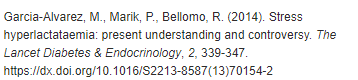 Garcia-Alvarez, M., Marik, P., Bellomo, R. (2014). Stress
hyperlactataemia: present understanding and controversy. The
Lancet Diabetes & Endocrinology, 2, 339-347.
https://dx.doi.org/10.1016/S2213-8587(13)70154-2